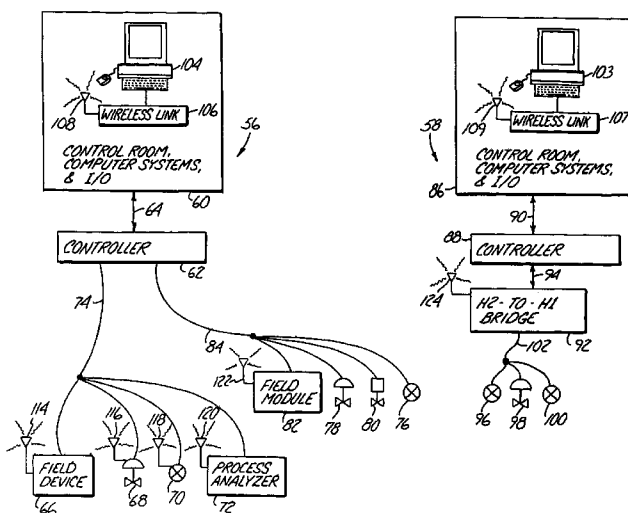 104
WIRELESS LINK
106
108
CONTROL ROOM,
COMPUTER SYSTEMS,
& I/O
56
60
64
CONTROLLER
62
74
84
122
FIELD
MODULE
82
78
80
76
114
116
118
120
FIELD
DEVICE
66
68
70
PROCESS
ANALYZER
72
103
WIRELESS LINK
107
109
58
CONTROL ROOM,
COMPUTER SYSTEMS,
& I/O
86
90
88
CONTROLLER
94
124
H2-TO-H1
BRIDGE
92
102
96
98
100